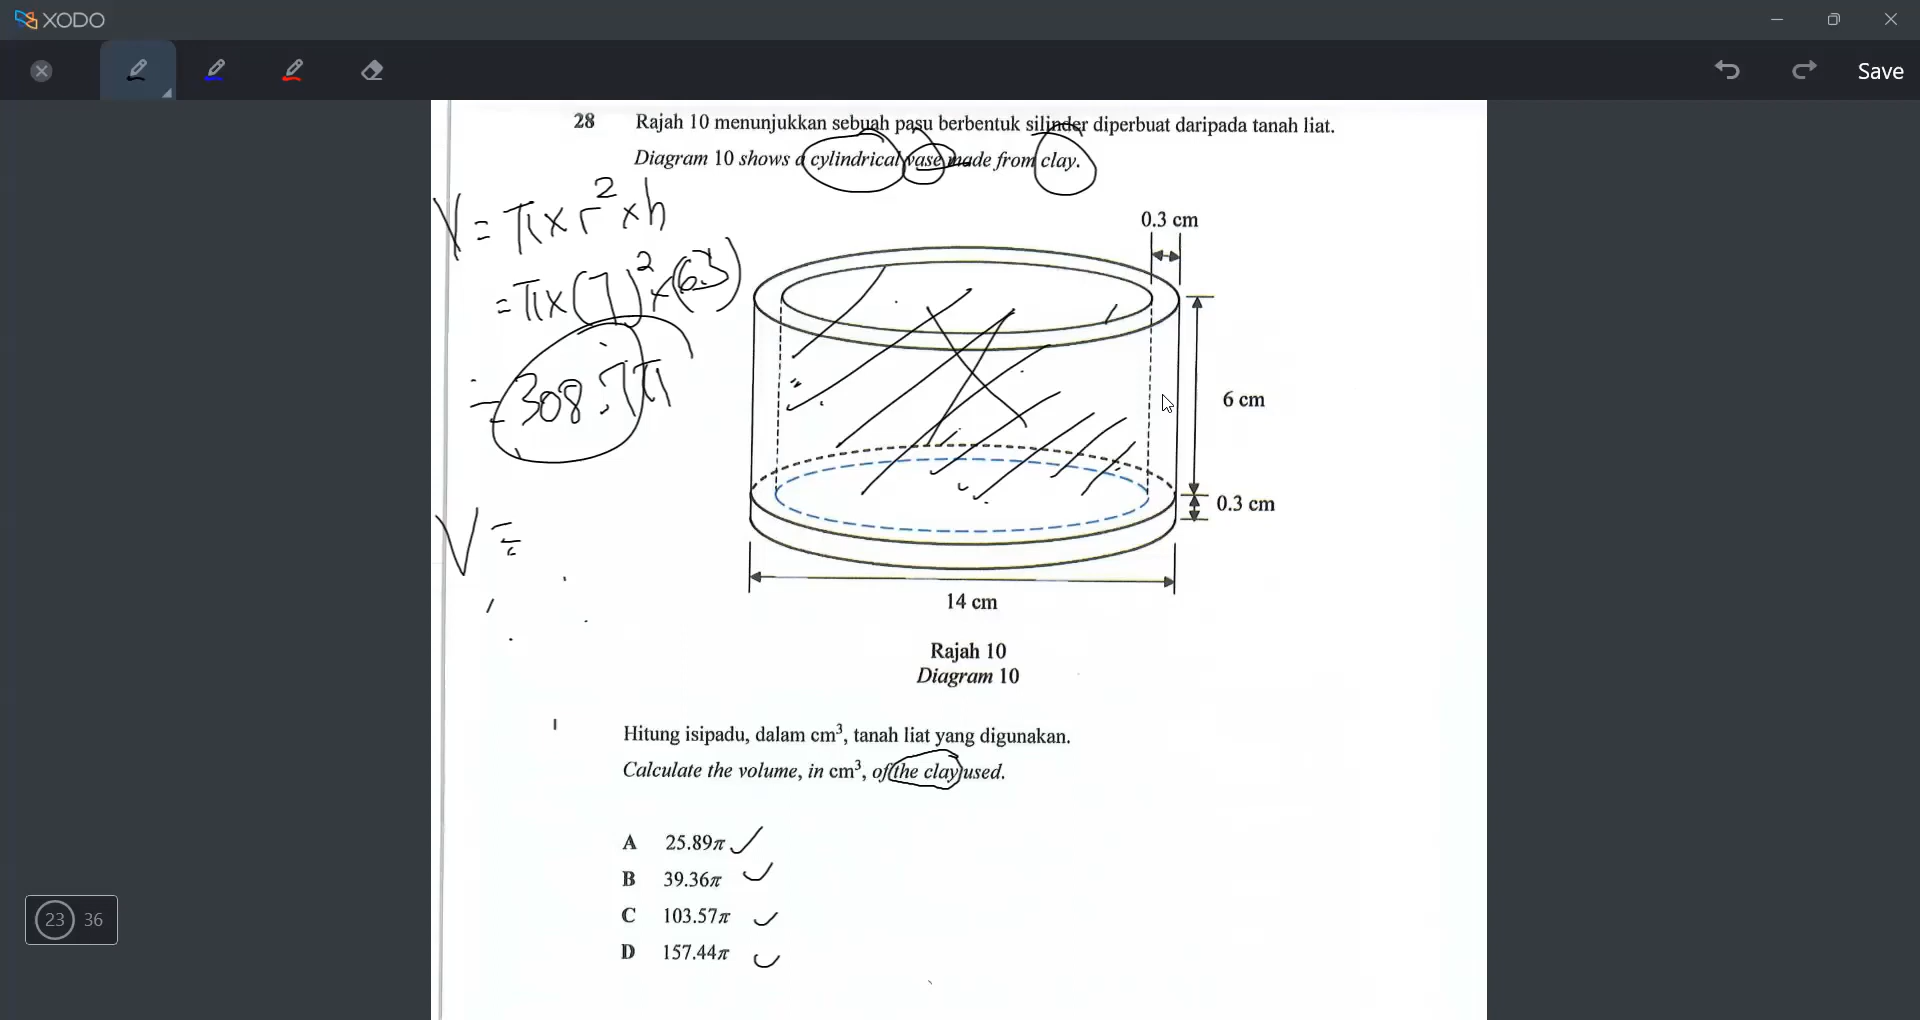 XODO
Save
28 Rajah 10 menunjukkan sebuah pasu berbentuk silinder diperbuat daripada tanah liat.
Diagram 10 shows a cylindrical vase made from clay.
V = π x r² x h
= π x (7)² x (6.3)
= 308.7π
V =
0.3 cm
6 cm
0.3 cm
14 cm
Rajah 10
Diagram 10
Hitung isipadu, dalam cm³, tanah liat yang digunakan.
Calculate the volume, in cm³, of the clay used.
A 25.89π
B 39.36π
C 103.57π
D 157.44π
23 36